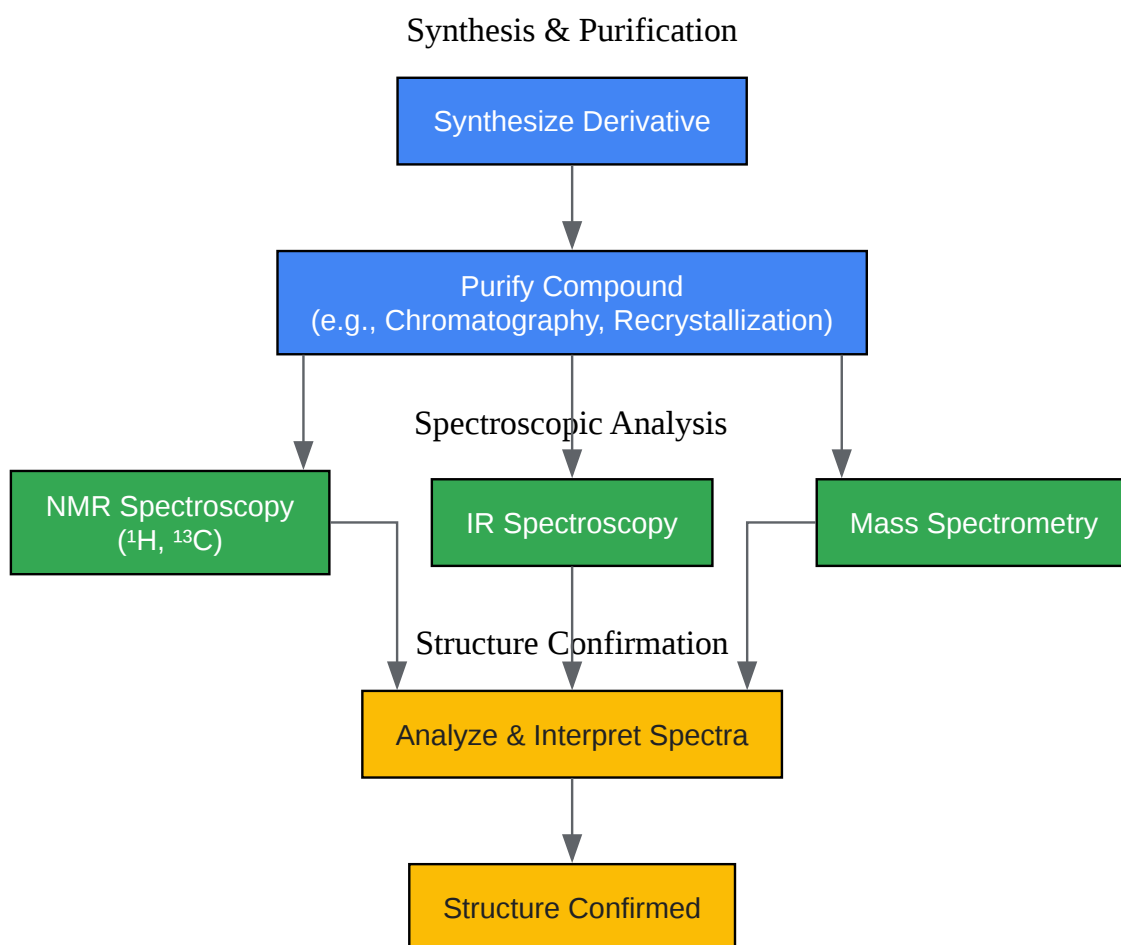 Synthesis & Purification
Synthesize Derivative
Purify Compound
(e.g., Chromatography, Recrystallization)
Spectroscopic Analysis
NMR Spectroscopy
(¹H, ¹³C)
IR Spectroscopy
Mass Spectrometry
Structure Confirmation
Analyze & Interpret Spectra
Structure Confirmed